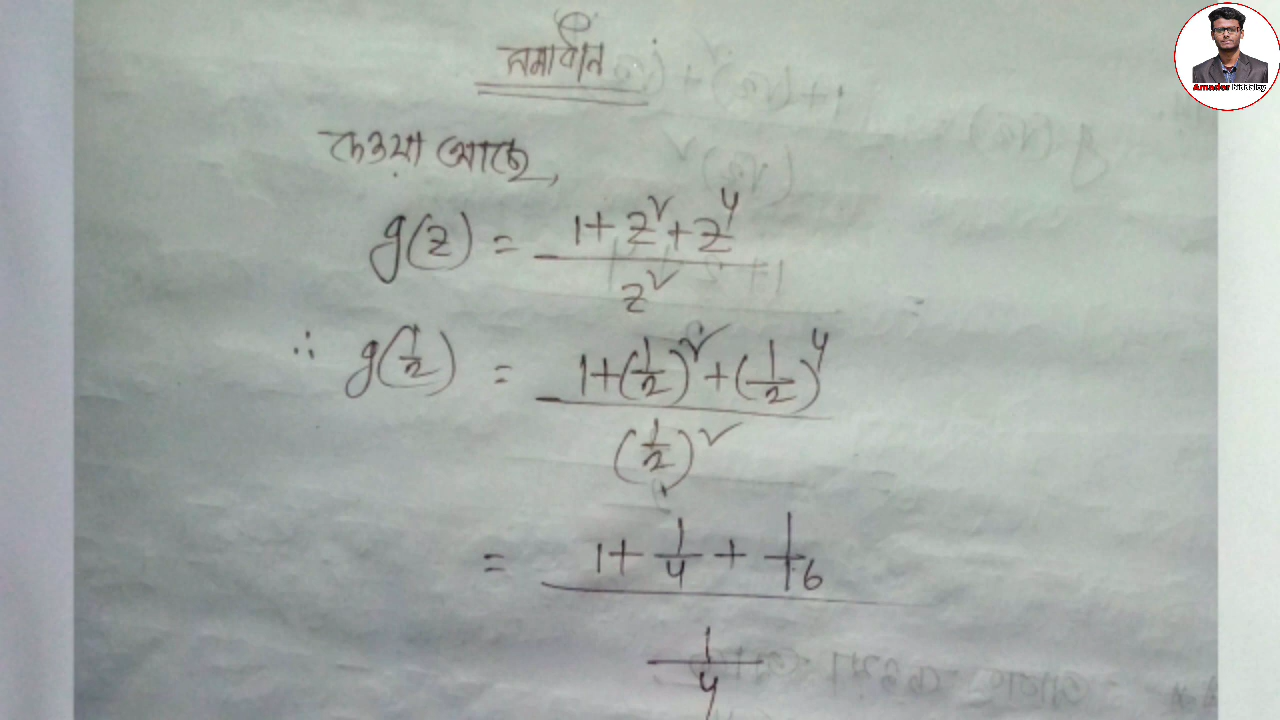 সমাধান
দেওয়া আছে,
g(z) = (1+z²+z⁴)/z²
∴ g(1/2) = (1+(1/2)²+(1/2)⁴)/(1/2)²
= (1+1/4+1/16)/(1/4)